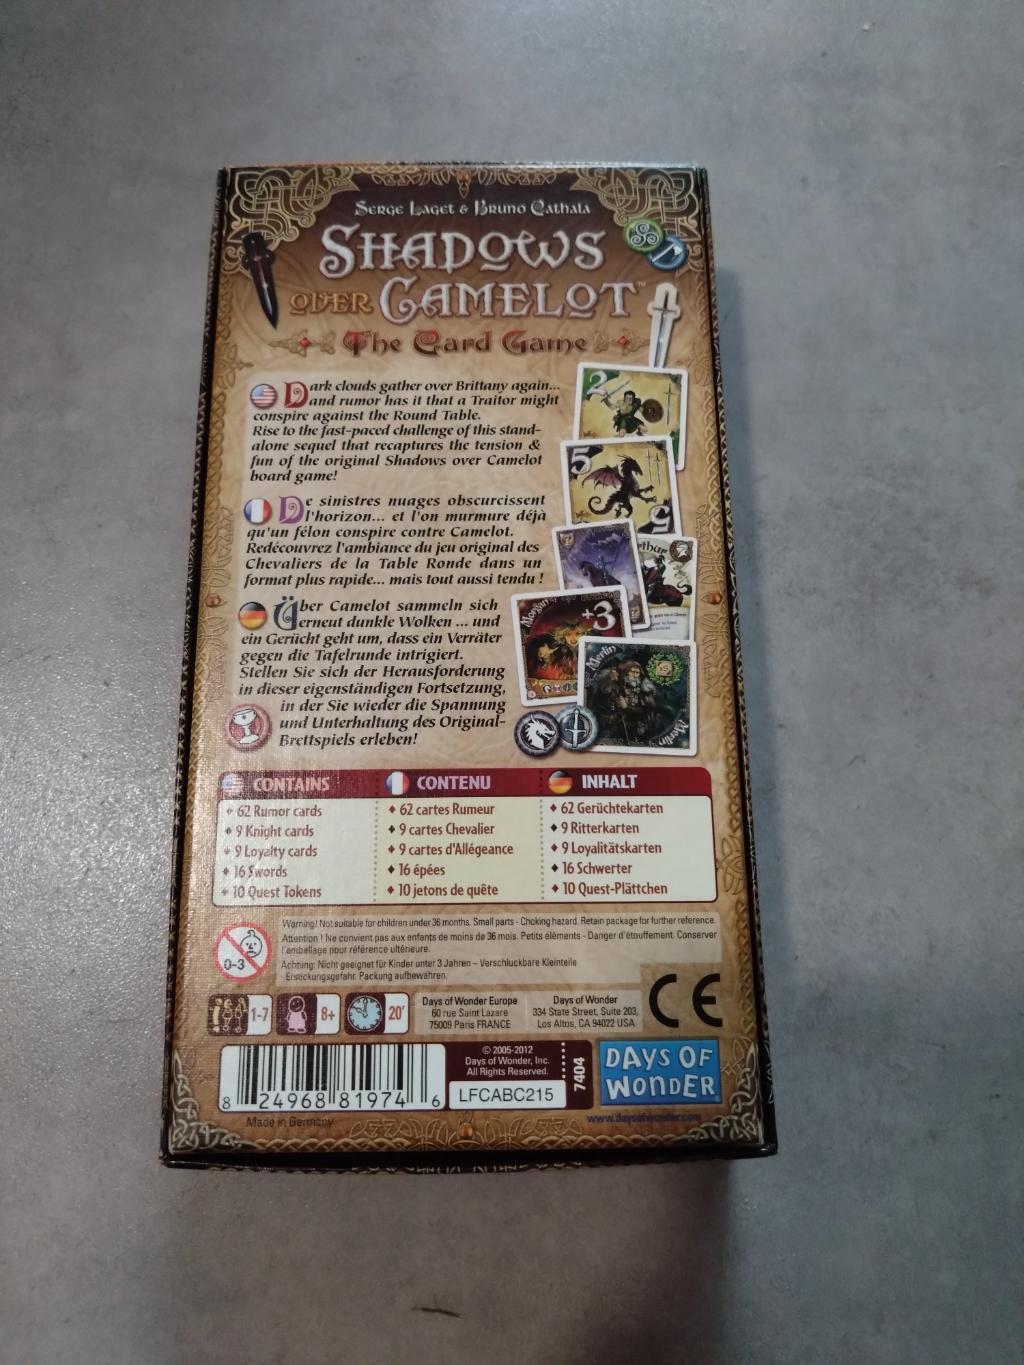 Serge Laget & Bruno Cathala
SHADOWS
OVER CAMELOT™
The Card Game
Dark clouds gather over Brittany again...
and rumor has it that a Traitor might
conspire against the Round Table.
Rise to the fast-paced challenge of this stand-
alone sequel that recaptures the tension &
fun of the original Shadows over Camelot
board game!
De sinistres nuages obscurcissent
l'horizon... et l'on murmure déjà
qu'un félon conspire contre Camelot.
Redécouvrez l'ambiance du jeu original des
Chevaliers de la Table Ronde dans un
format plus rapide... mais tout aussi tendu !
Über Camelot sammeln sich
erneut dunkle Wolken ... und
ein Gerücht geht um, dass ein Verräter
gegen die Tafelrunde intrigiert.
Stellen Sie sich der Herausforderung
in dieser eigenständigen Fortsetzung,
in der Sie wieder die Spannung
und Unterhaltung des Original-
Brettspiels erleben!
2
5
5
Morgan
+3
Merlin
Merlin
CONTAINS
62 Rumor cards
9 Knight cards
9 Loyalty cards
16 Swords
10 Quest Tokens
CONTENU
62 cartes Rumeur
9 cartes Chevalier
9 cartes d'Allégeance
16 épées
10 jetons de quête
INHALT
62 Gerüchtekarten
9 Ritterkarten
9 Loyalitätskarten
16 Schwerter
10 Quest-Plättchen
0-3
Warning! Not suitable for children under 36 months. Small parts - Choking hazard. Retain package for further reference.
Attention ! Ne convient pas aux enfants de moins de 36 mois. Petits éléments - Danger d'étouffement. Conserver
l'emballage pour référence ultérieure.
Achtung: Nicht geeignet für Kinder unter 3 Jahren – Verschluckbare Kleinteile
- Erstickungsgefahr. Packung aufbewahren.
1-7
8+
20'
Days of Wonder Europe
60 rue Saint Lazare
75009 Paris FRANCE
Days of Wonder
334 State Street, Suite 203,
Los Altos, CA 94022 USA
CE
8 24968 81974 6
Made in Germany
© 2005-2012
Days of Wonder, Inc.
All Rights Reserved.
LFCABC215
7404
DAYS OF
WONDER
www.daysofwonder.com